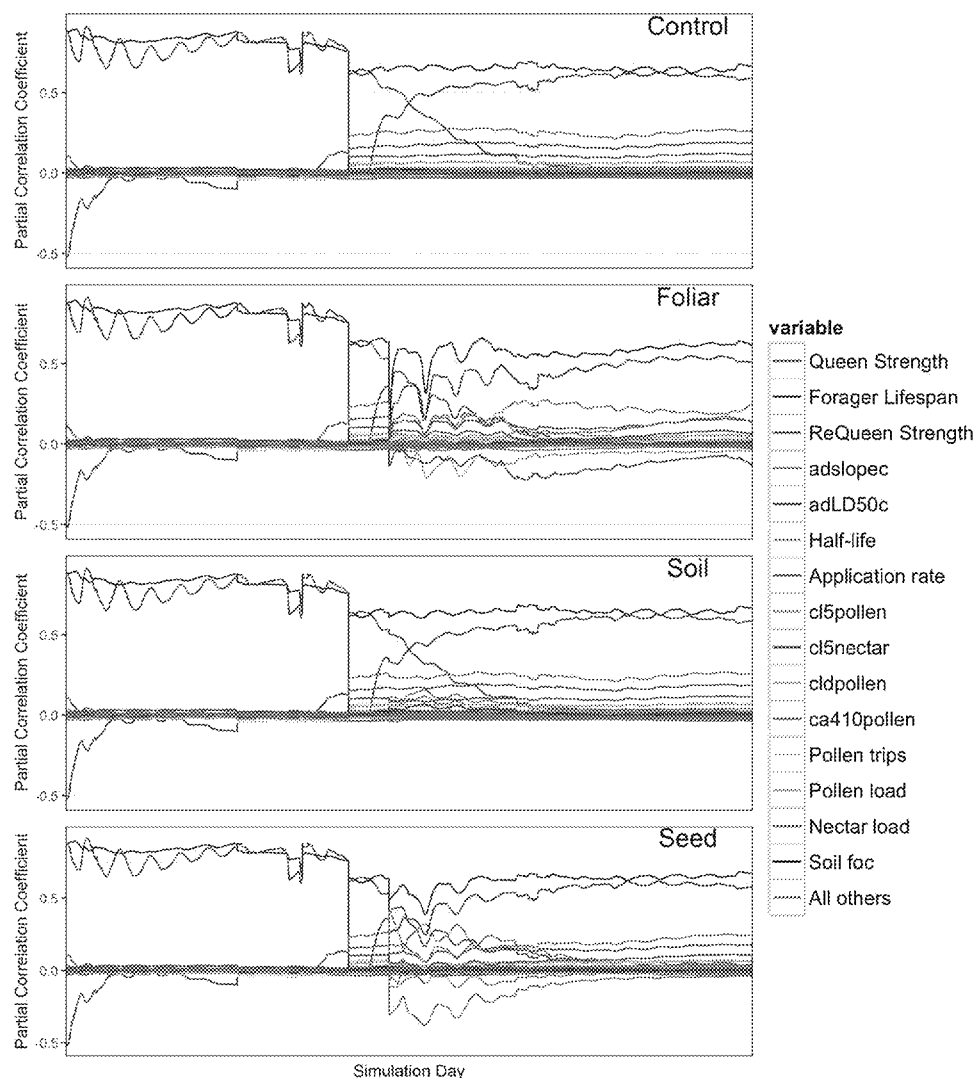 Control
Partial Correlation Coefficient
0.5
0.0
-0.5
Foliar
Partial Correlation Coefficient
0.5
0.0
-0.5
Soil
Partial Correlation Coefficient
0.5
0.0
-0.5
Seed
Partial Correlation Coefficient
0.5
0.0
-0.5
Simulation Day
variable
Queen Strength
Forager Lifespan
ReQueen Strength
adslopec
adLD50c
Half-life
Application rate
cl5pollen
cl5nectar
cldpollen
ca410pollen
Pollen trips
Pollen load
Nectar load
Soil foc
All others